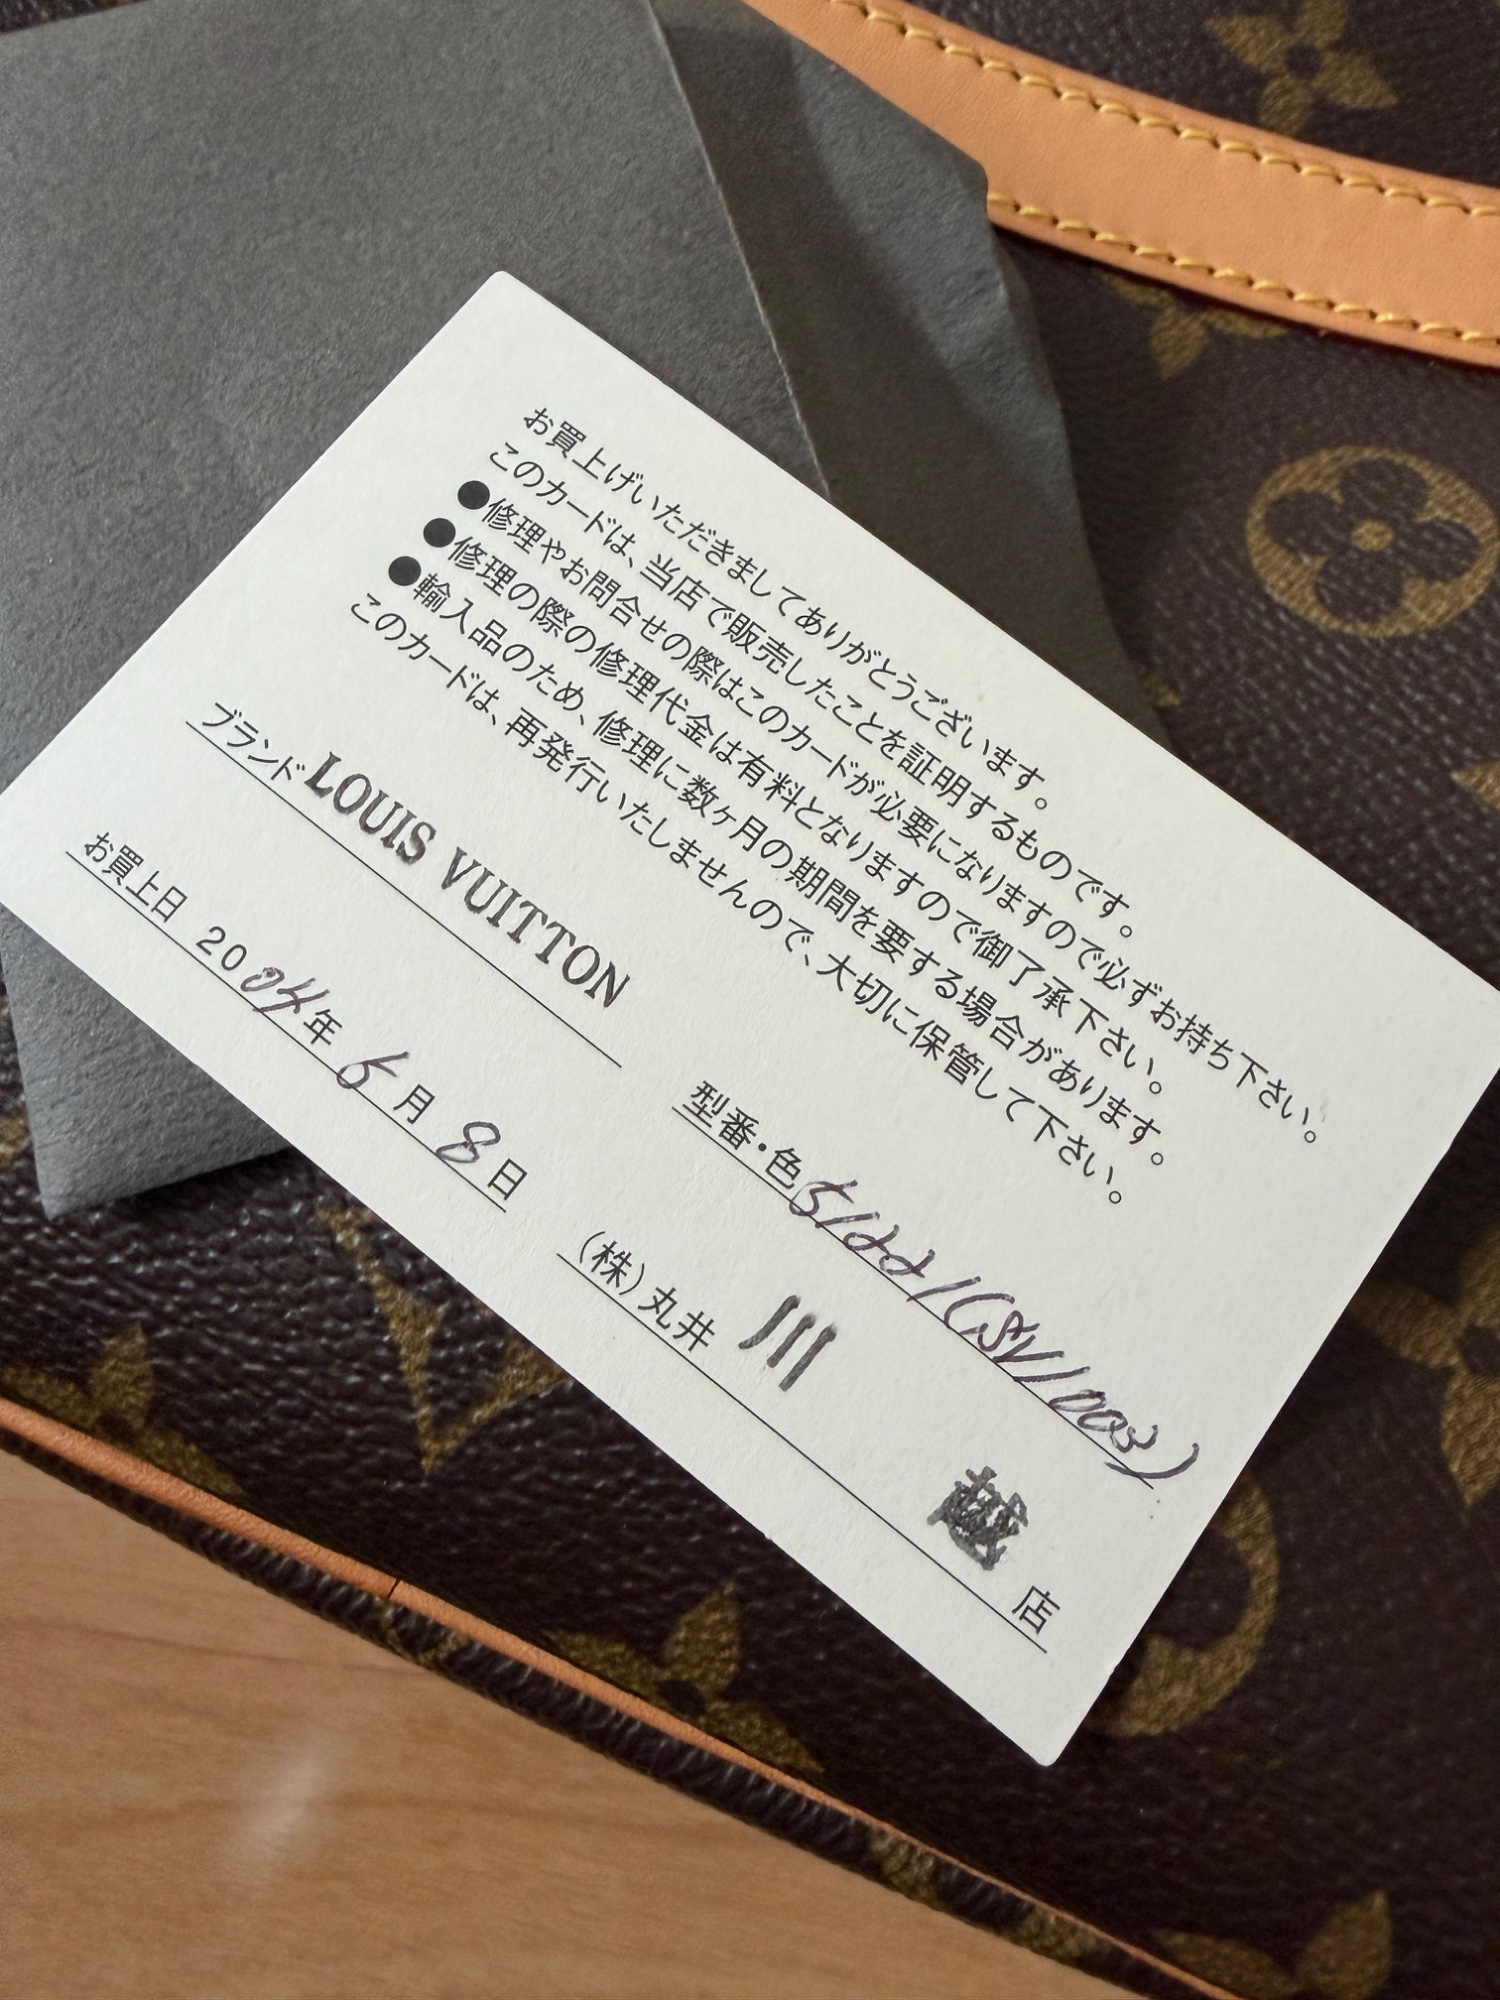 お買上げいただきましてありがとうございます。
このカードは、当店で販売したことを証明するものです。
●修理やお問合せの際はこのカードが必要になりますので必ずお持ち下さい。
●修理の際の修理代金は有料となりますので御了承下さい。
●輸入品のため、修理に数ヶ月の期間を要する場合があります。
このカードは、再発行いたしませんので、大切に保管して下さい。
ブランド LOUIS VUITTON
型番・色 51221(SV1003)
お買上日 2004年 6月 8日
(株)丸井 川越店